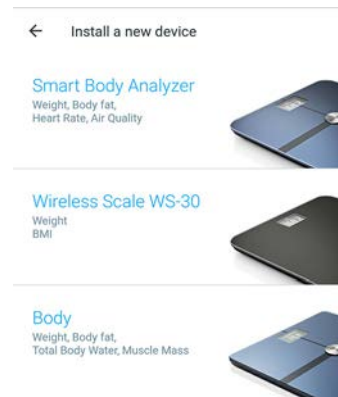 Install a new device
Smart Body Analyzer
Weight, Body fat,
Heart Rate, Air Quality
Wireless Scale WS-30
Weight
BMI
Body
Weight, Body fat,
Total Body Water, Muscle Mass